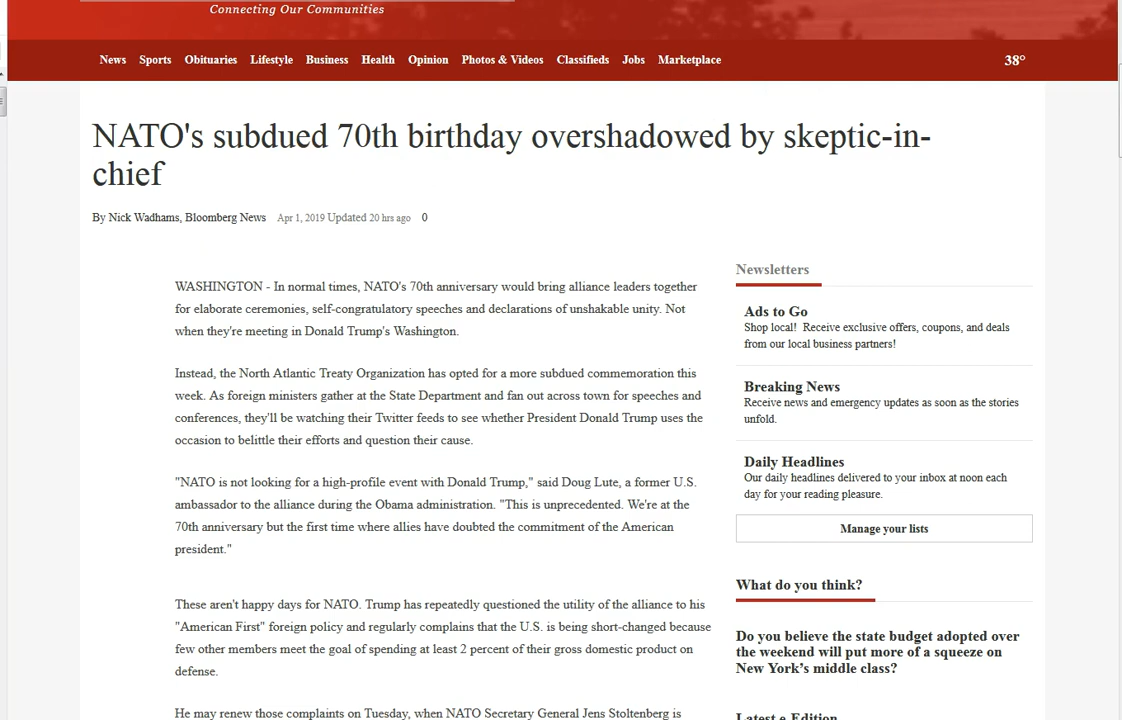 Connecting Our Communities
News Sports Obituaries Lifestyle Business Health Opinion Photos & Videos Classifieds Jobs Marketplace 38°
NATO's subdued 70th birthday overshadowed by skeptic-in-
chief
By Nick Wadhams, Bloomberg News Apr 1, 2019 Updated 20 hrs ago 0
WASHINGTON - In normal times, NATO's 70th anniversary would bring alliance leaders together
for elaborate ceremonies, self-congratulatory speeches and declarations of unshakable unity. Not
when they're meeting in Donald Trump's Washington.
Instead, the North Atlantic Treaty Organization has opted for a more subdued commemoration this
week. As foreign ministers gather at the State Department and fan out across town for speeches and
conferences, they'll be watching their Twitter feeds to see whether President Donald Trump uses the
occasion to belittle their efforts and question their cause.
"NATO is not looking for a high-profile event with Donald Trump," said Doug Lute, a former U.S.
ambassador to the alliance during the Obama administration. "This is unprecedented. We're at the
70th anniversary but the first time where allies have doubted the commitment of the American
president."
These aren't happy days for NATO. Trump has repeatedly questioned the utility of the alliance to his
"American First" foreign policy and regularly complains that the U.S. is being short-changed because
few other members meet the goal of spending at least 2 percent of their gross domestic product on
defense.
He may renew those complaints on Tuesday, when NATO Secretary General Jens Stoltenberg is
Newsletters
Ads to Go
Shop local! Receive exclusive offers, coupons, and deals
from our local business partners!
Breaking News
Receive news and emergency updates as soon as the stories
unfold.
Daily Headlines
Our daily headlines delivered to your inbox at noon each
day for your reading pleasure.
Manage your lists
What do you think?
Do you believe the state budget adopted over
the weekend will put more of a squeeze on
New York’s middle class?
Latest e-Edition